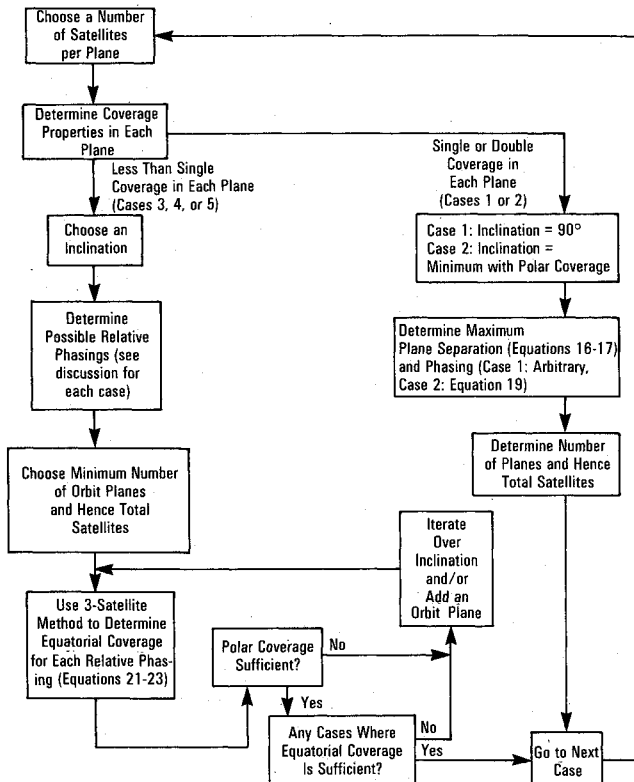 Choose a Number
of Satellites
per Plane
Determine Coverage
Properties in Each
Plane
Less Than Single
Coverage in Each Plane
(Cases 3, 4, or 5)
Single or Double
Coverage in
Each Plane
(Cases 1 or 2)
Choose an
Inclination
Case 1: Inclination = 90°
Case 2: Inclination =
Minimum with Polar Coverage
Determine
Possible Relative
Phasings (see
discussion for
each case)
Determine Maximum
Plane Separation (Equations 16-17)
and Phasing (Case 1: Arbitrary,
Case 2: Equation 19)
Choose Minimum Number
of Orbit Planes
and Hence Total
Satellites
Determine Number
of Planes and Hence
Total Satellites
Iterate
Over
Inclination
and/or
Add an
Orbit Plane
Use 3-Satellite
Method to Determine
Equatorial Coverage
for Each Relative Phas-
ing (Equations 21-23)
Polar Coverage
Sufficient?
No
Yes
Any Cases Where
Equatorial Coverage
Is Sufficient?
No
Yes
Go to Next
Case